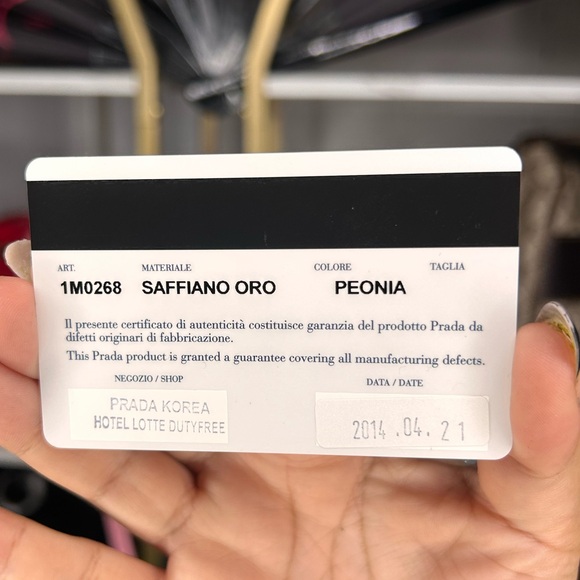 ART. MATERIALE COLORE TAGLIA
1M0268 SAFFIANO ORO PEONIA
Il presente certificato di autenticità costituisce garanzia del prodotto Prada da
difetti originari di fabbricazione.
This Prada product is granted a guarantee covering all manufacturing defects.
NEGOZIO / SHOP DATA / DATE
PRADA KOREA
HOTEL LOTTE DUTYFREE
2014 .04. 21